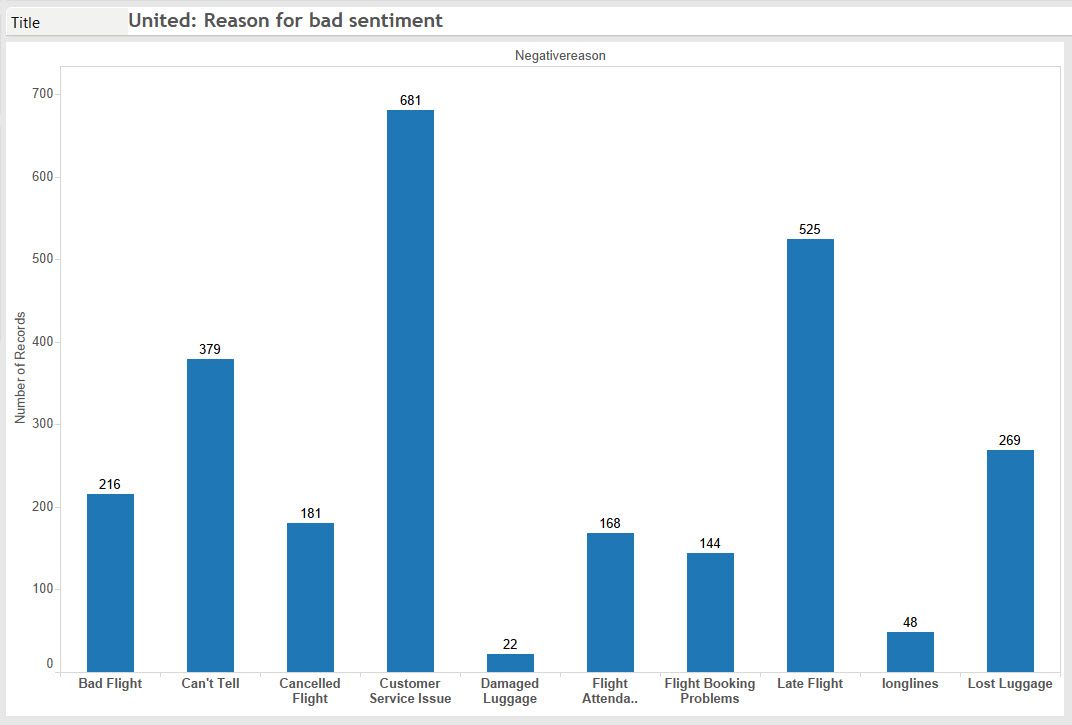 Title
United: Reason for bad sentiment
Negativereason
Number of Records
700
600
500
400
300
200
100
0
216
379
181
681
22
168
144
525
48
269
Bad Flight
Can't Tell
Cancelled
Flight
Customer
Service Issue
Damaged
Luggage
Flight
Attenda..
Flight Booking
Problems
Late Flight
longlines
Lost Luggage